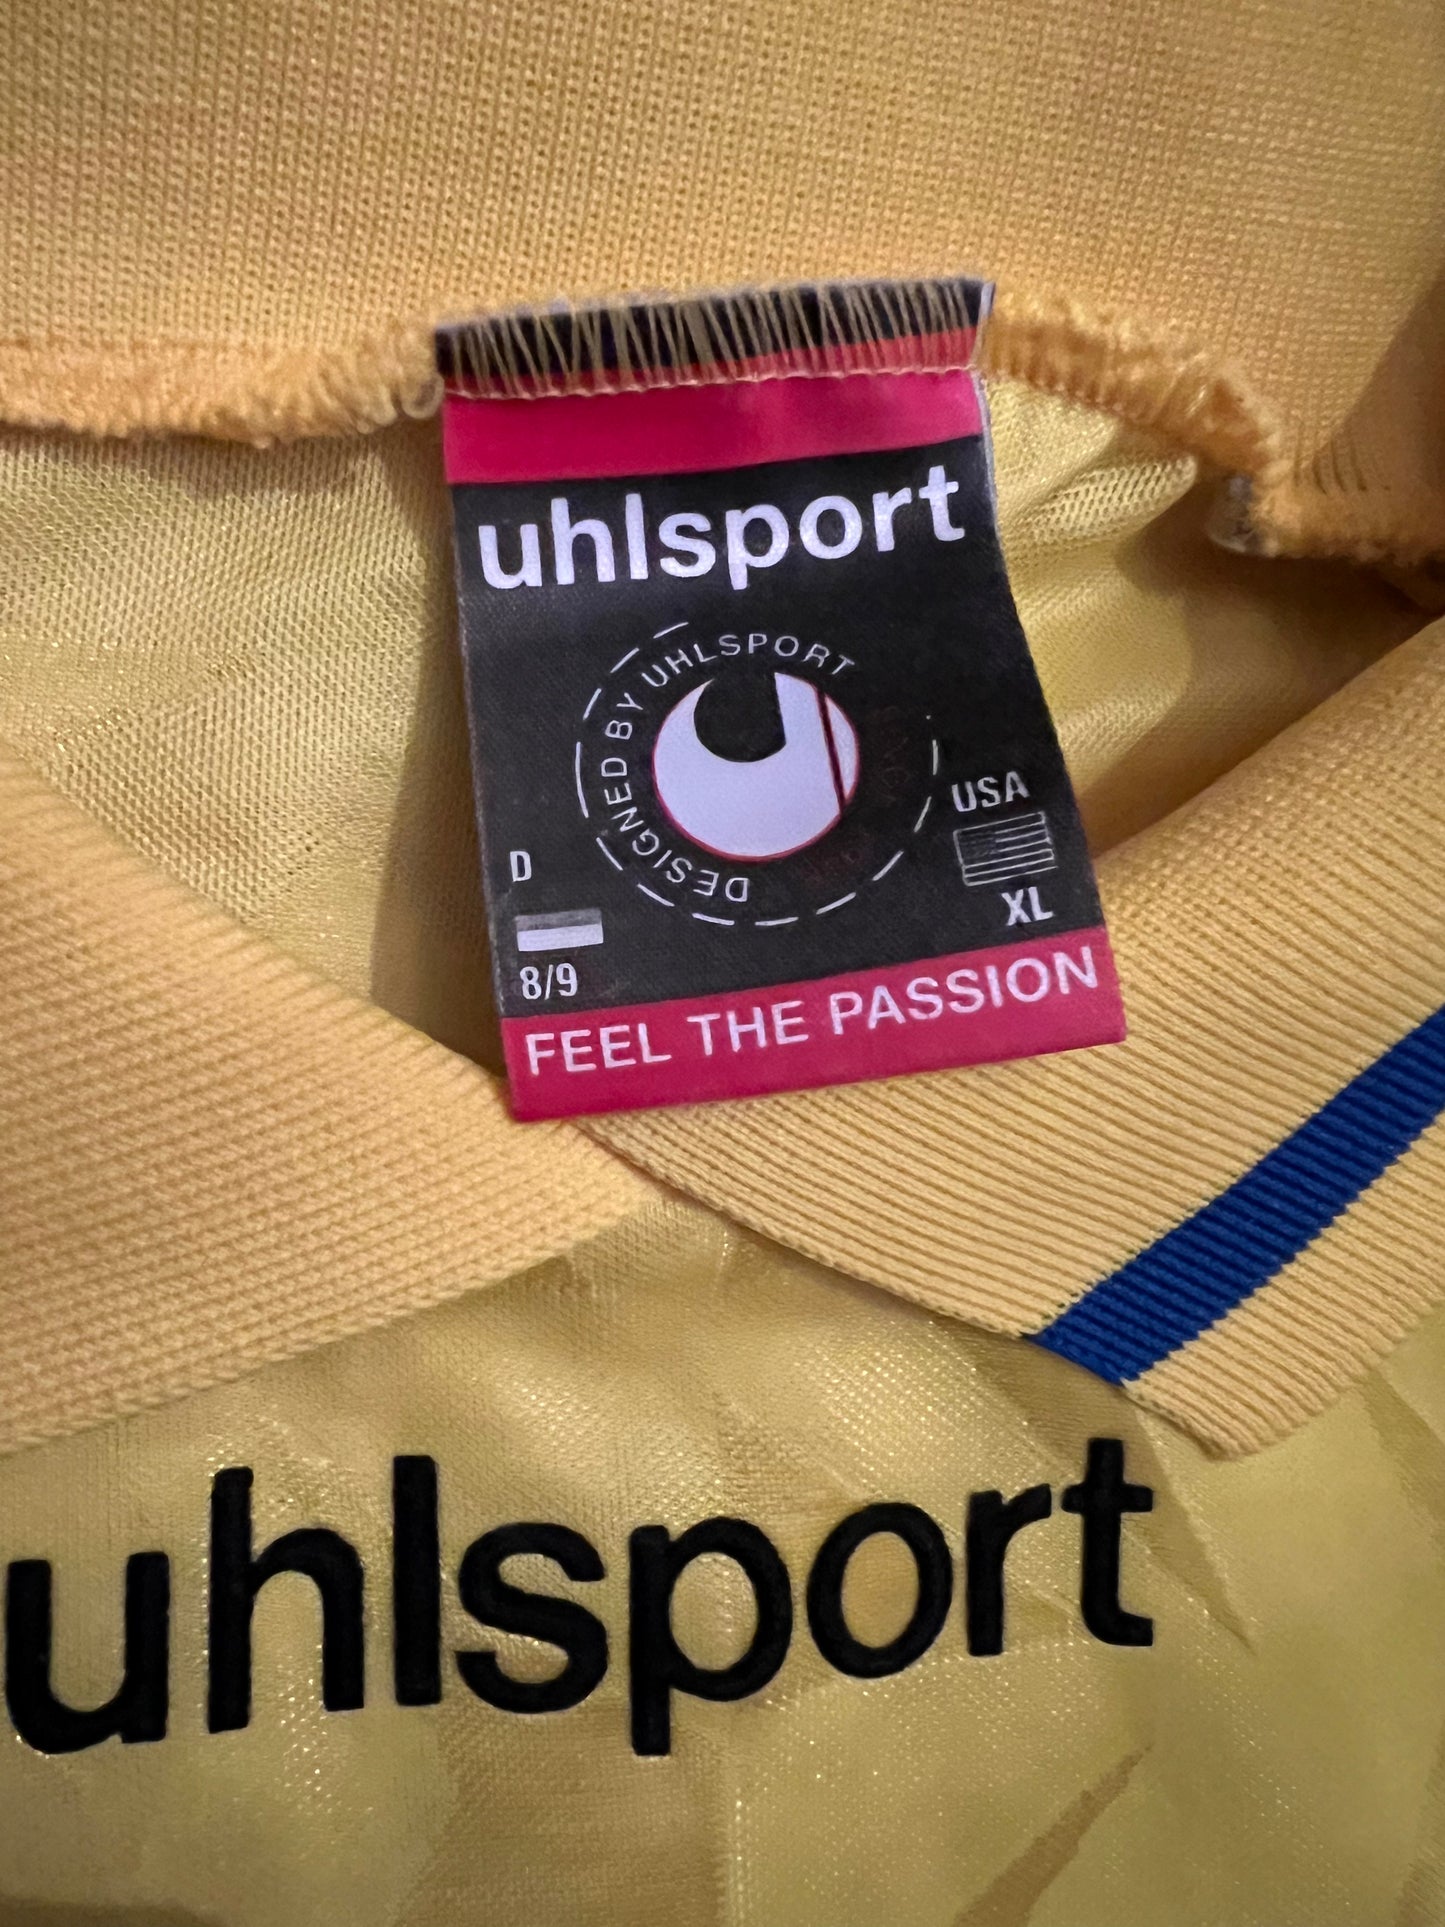 uhlsport
DESIGNED BY UHLSPORT
USA
D
XL
8/9
FEEL THE PASSION
uhlsport